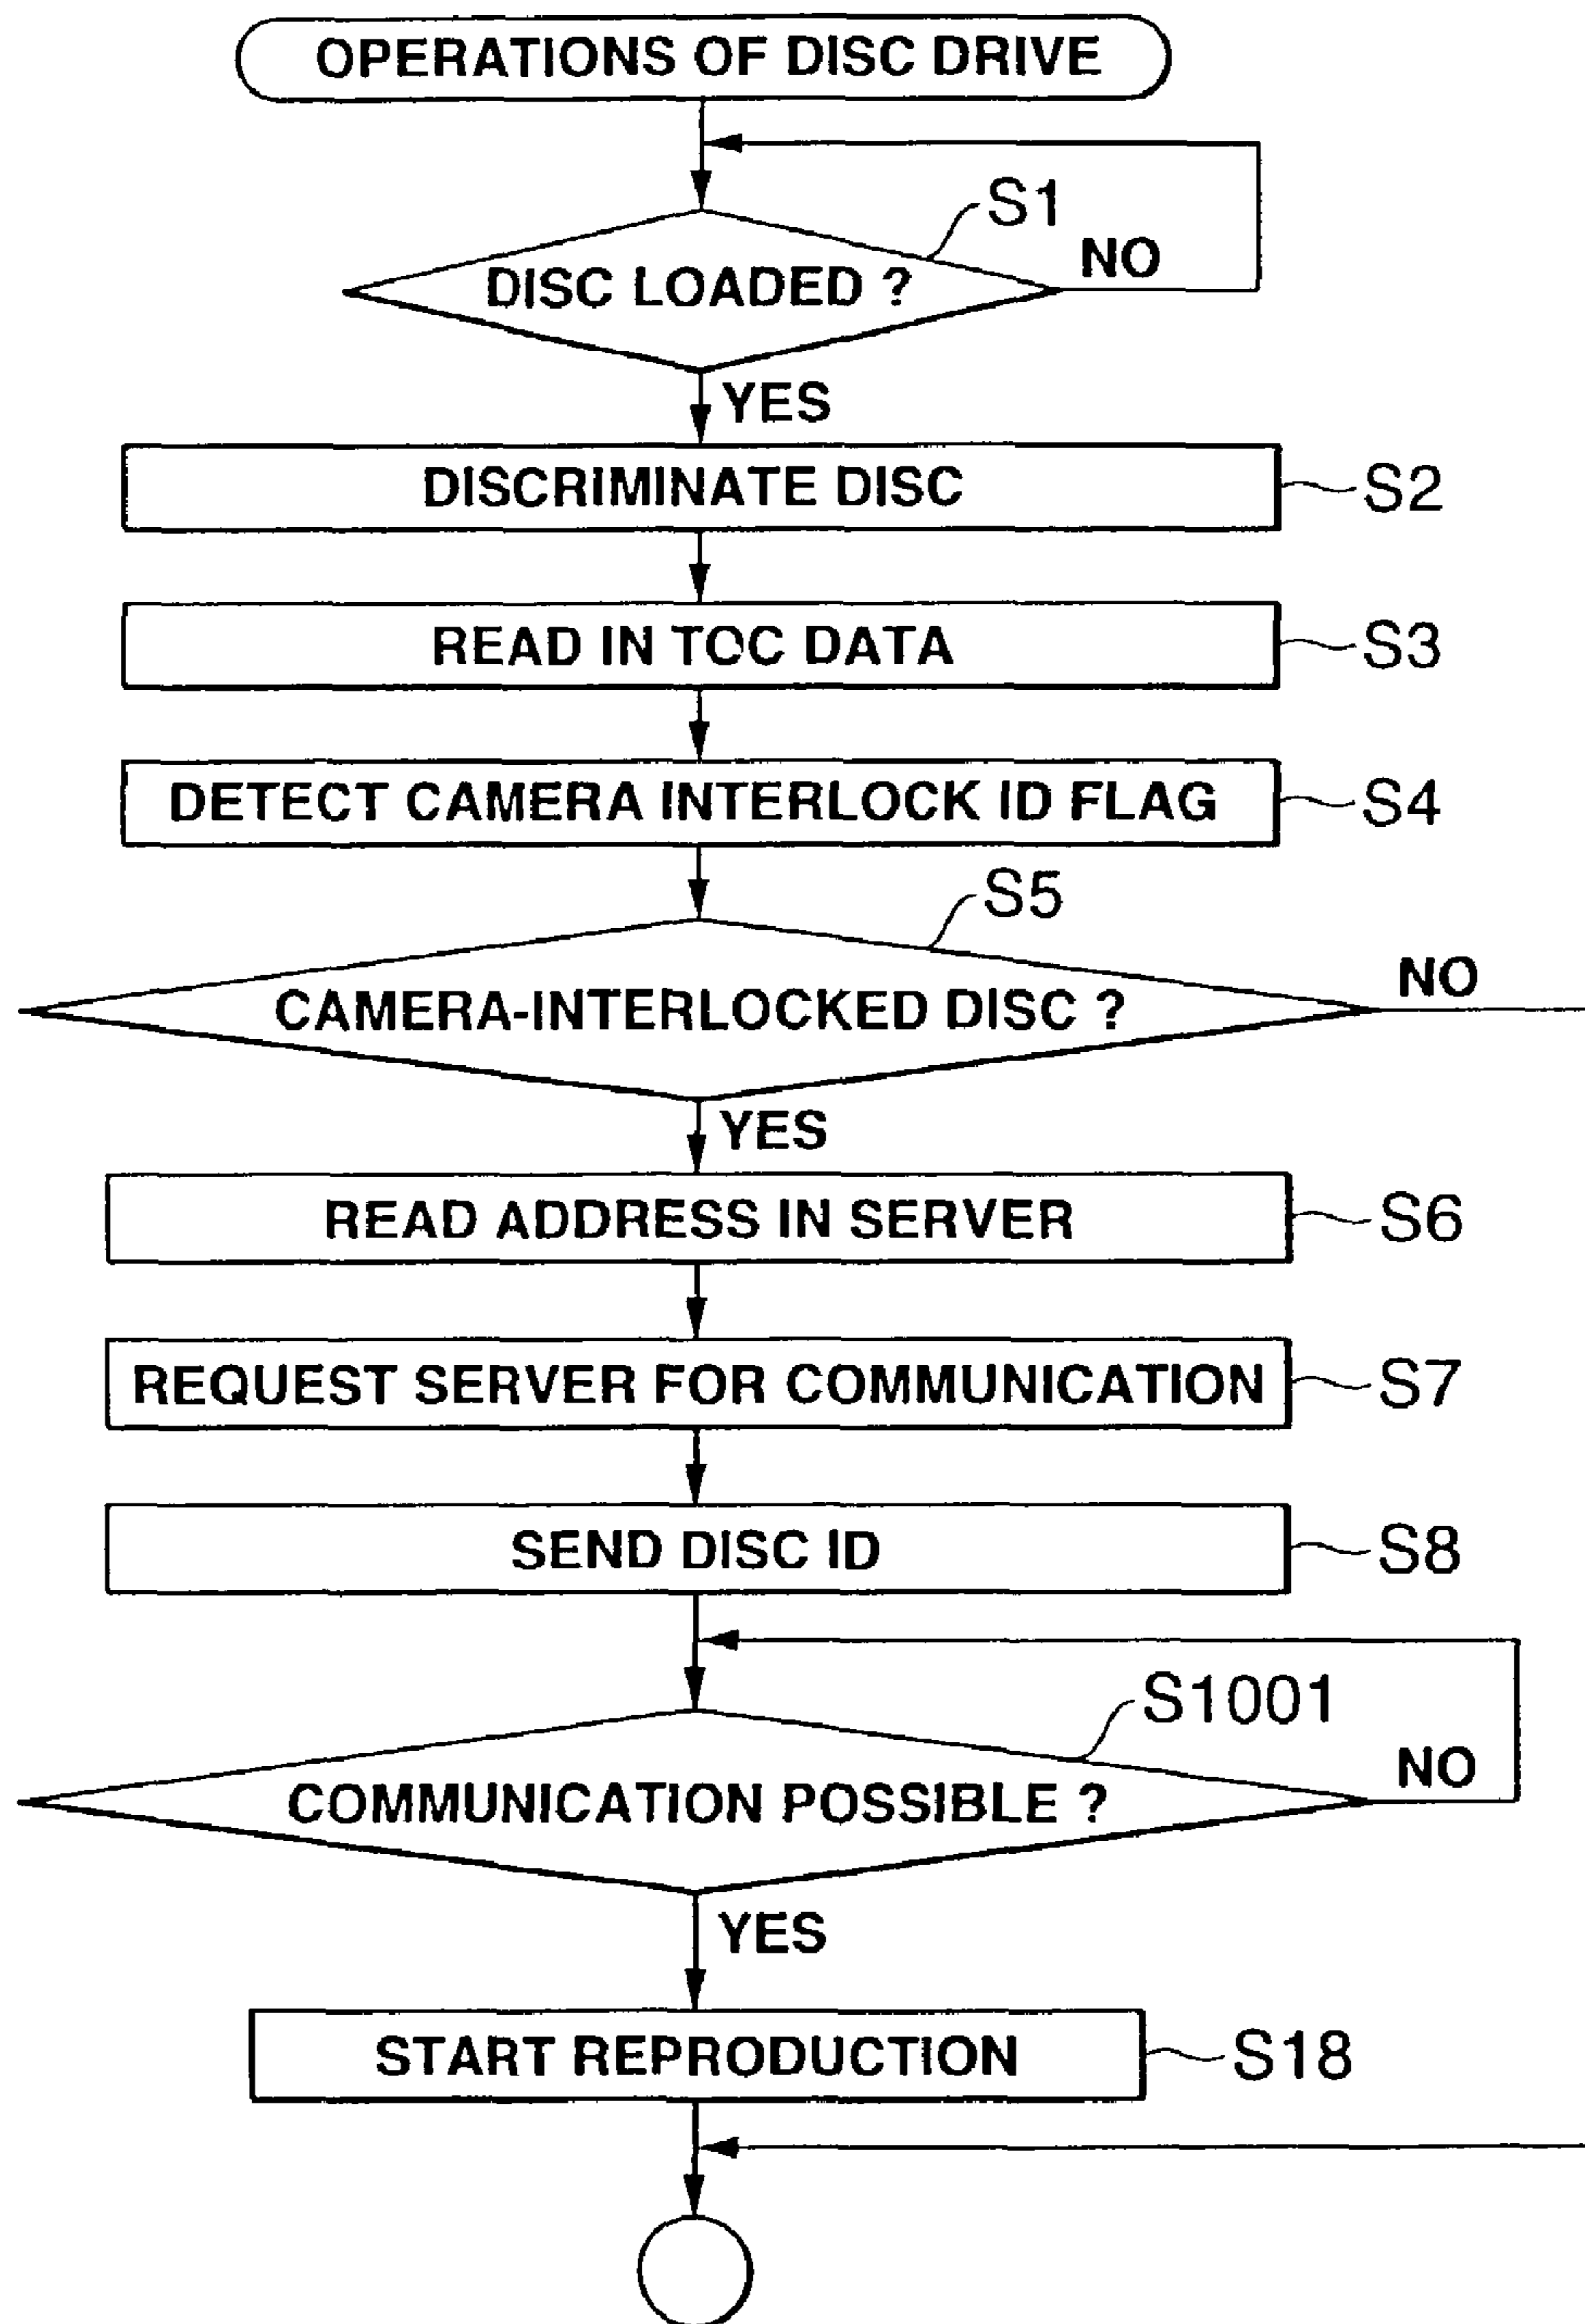 OPERATIONS OF DISC DRIVE
S1
DISC LOADED ?
NO
YES
DISCRIMINATE DISC
S2
READ IN TOC DATA
S3
DETECT CAMERA INTERLOCK ID FLAG
S4
S5
CAMERA-INTERLOCKED DISC ?
NO
YES
READ ADDRESS IN SERVER
S6
REQUEST SERVER FOR COMMUNICATION
S7
SEND DISC ID
S8
S1001
COMMUNICATION POSSIBLE ?
NO
YES
START REPRODUCTION
S18